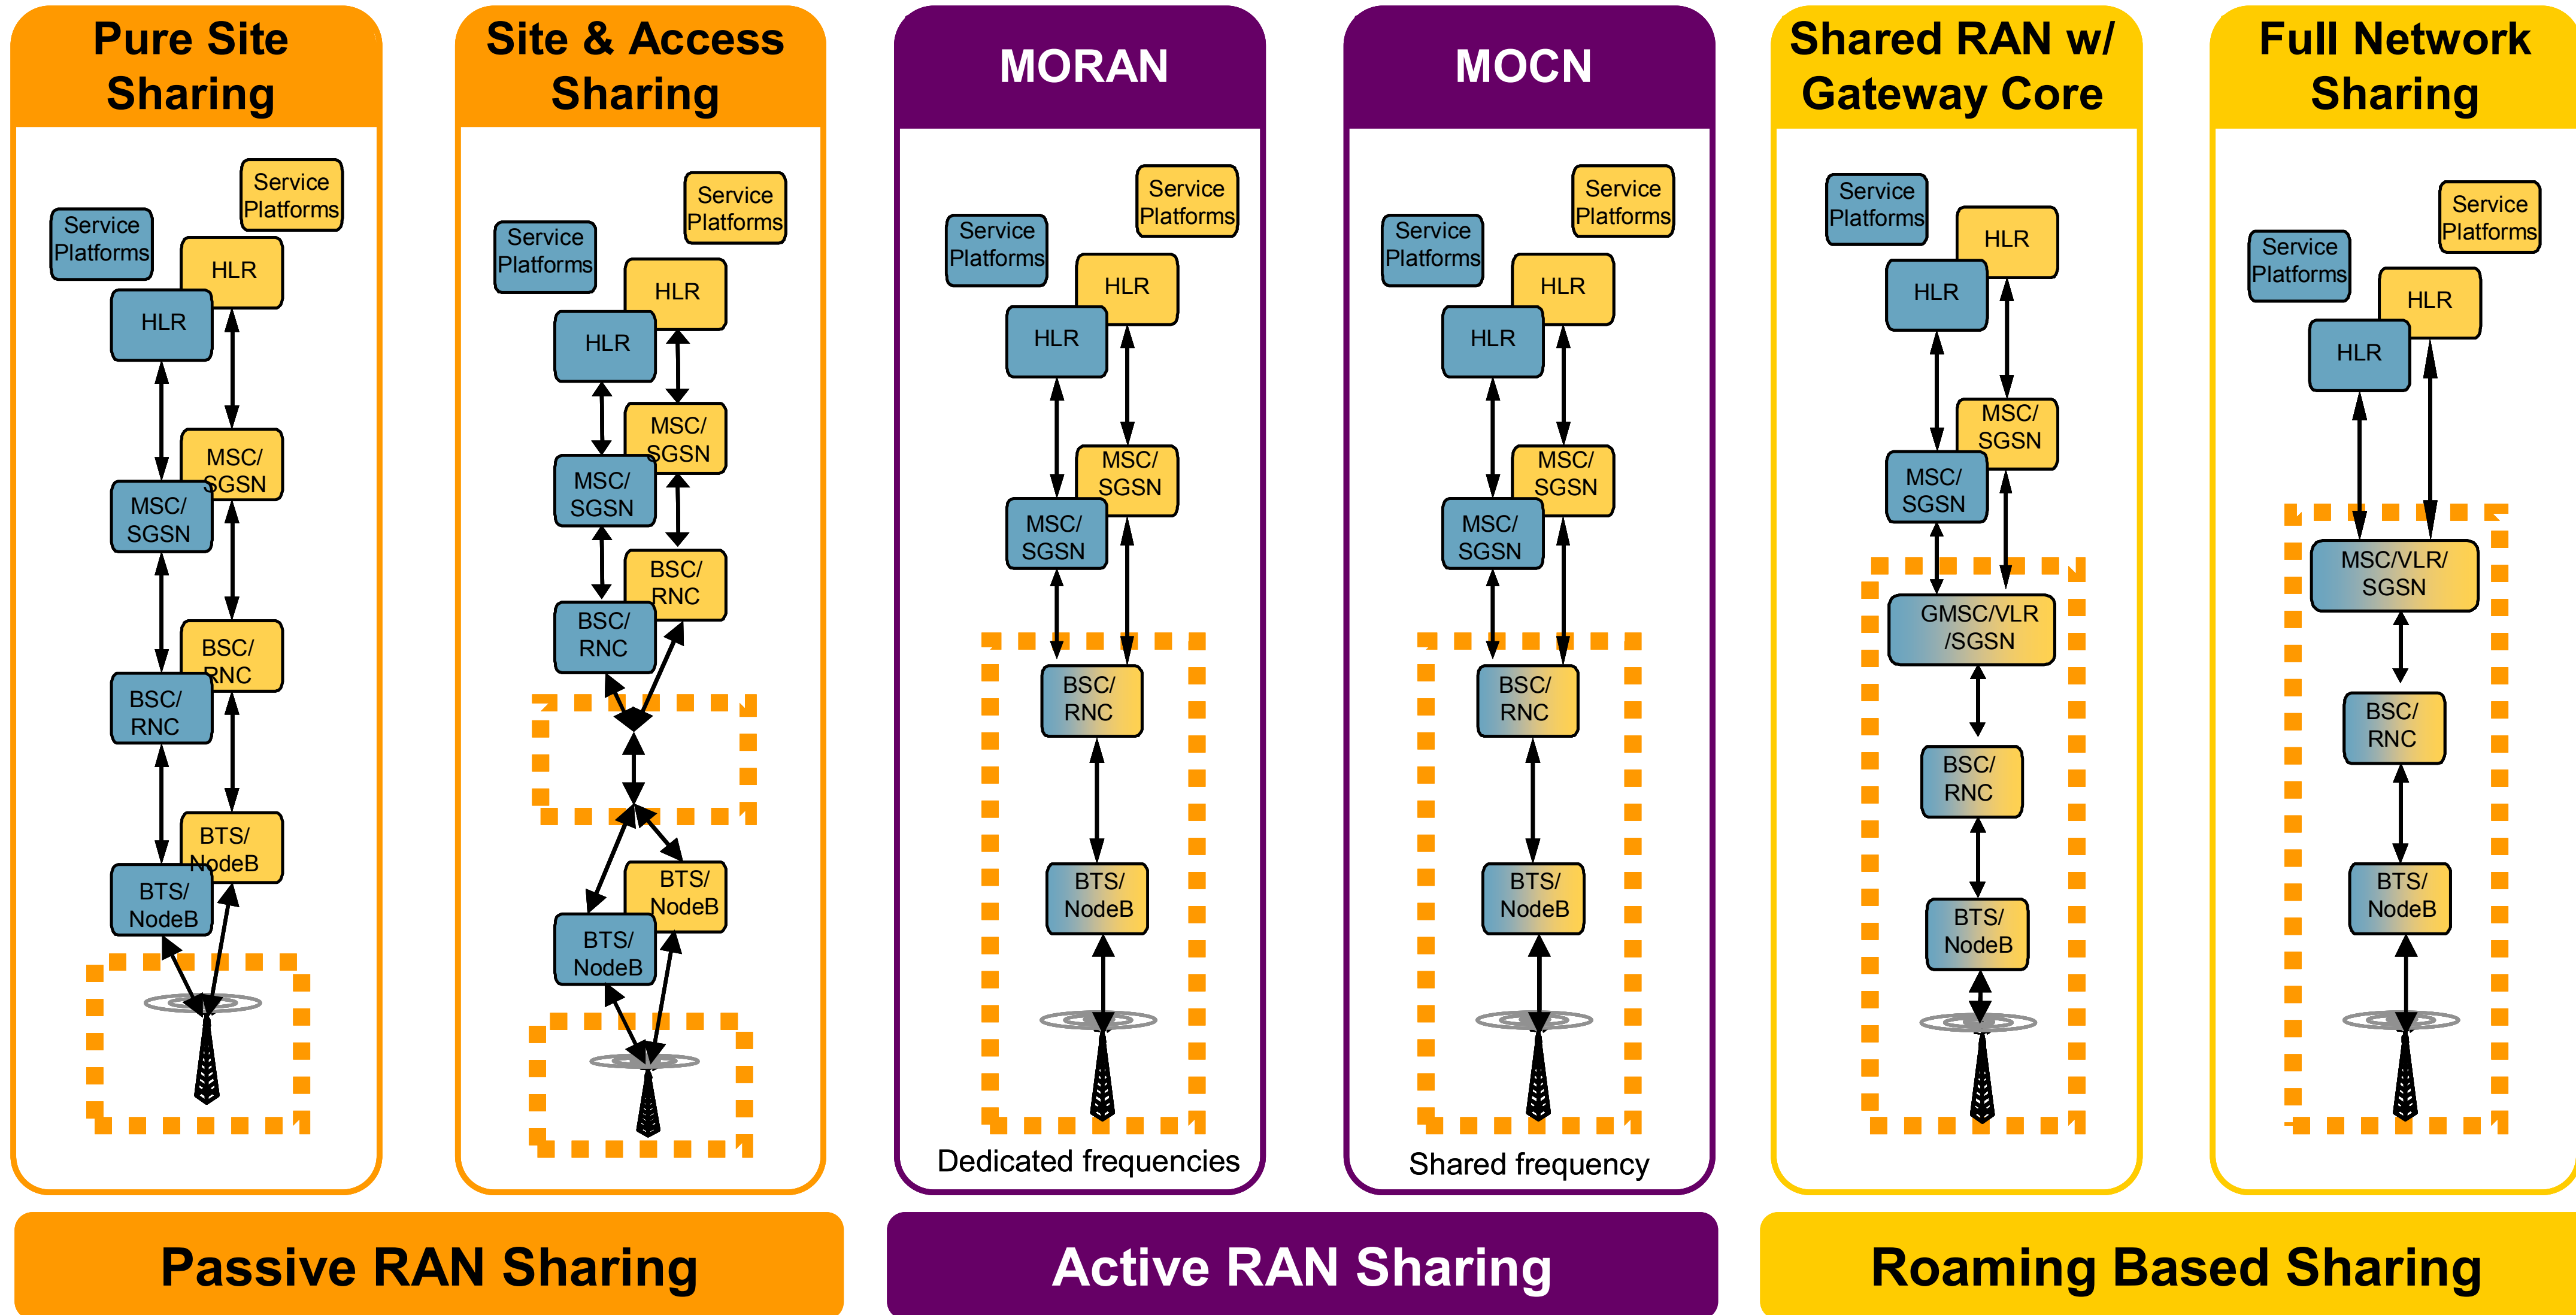 Pure Site
Sharing
Service
Platforms
Service
Platforms
HLR
HLR
MSC/
SGSN
MSC/
SGSN
BSC/
RNC
BSC/
RNC
BTS/
NodeB
BTS/
NodeB
Site & Access
Sharing
Service
Platforms
Service
Platforms
HLR
HLR
MSC/
SGSN
MSC/
SGSN
BSC/
RNC
BSC/
RNC
BTS/
NodeB
BTS/
NodeB
Passive RAN Sharing
MORAN
Service
Platforms
Service
Platforms
HLR
HLR
MSC/
SGSN
MSC/
SGSN
BSC/
RNC
BTS/
NodeB
Dedicated frequencies
MOCN
Service
Platforms
Service
Platforms
HLR
HLR
MSC/
SGSN
MSC/
SGSN
BSC/
RNC
BTS/
NodeB
Shared frequency
Active RAN Sharing
Shared RAN w/
Gateway Core
Service
Platforms
HLR
HLR
MSC/
SGSN
MSC/
SGSN
GMSC/VLR
/SGSN
BSC/
RNC
BTS/
NodeB
Full Network
Sharing
Service
Platforms
Service
Platforms
HLR
HLR
MSC/VLR/
SGSN
BSC/
RNC
BTS/
NodeB
Roaming Based Sharing